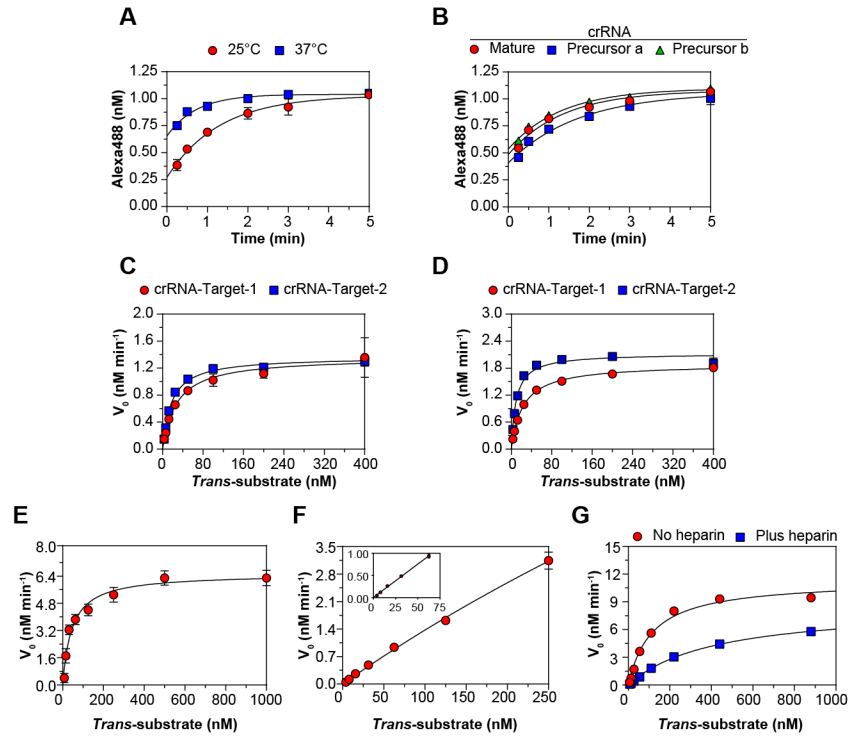 A
25°C 37°C
Alexa488 (nM)
1.25
1.00
0.75
0.50
0.25
0.00
0 1 2 3 4 5
Time (min)
B
crRNA
Mature Precursor a Precursor b
Alexa488 (nM)
1.25
1.00
0.75
0.50
0.25
0.00
0 1 2 3 4 5
Time (min)
C
crRNA-Target-1 crRNA-Target-2
V0 (nM min-1)
2.0
1.6
1.2
0.8
0.4
0.0
0 80 160 240 320 400
Trans-substrate (nM)
D
crRNA-Target-1 crRNA-Target-2
V0 (nM min-1)
3.0
2.4
1.8
1.2
0.6
0.0
0 80 160 240 320 400
Trans-substrate (nM)
E
V0 (nM min-1)
8.0
6.4
4.8
3.2
1.6
0.0
0 200 400 600 800 1000
Trans-substrate (nM)
F
V0 (nM min-1)
3.5
2.8
2.1
1.4
0.7
0.0
1.00
0.50
0.00
0 25 50 75
0 50 75 100 150 200 250
Trans-substrate (nM)
G
No heparin Plus heparin
V0 (nM min-1)
15
12
9
6
3
0
0 200 400 600 800 1000
Trans-substrate (nM)